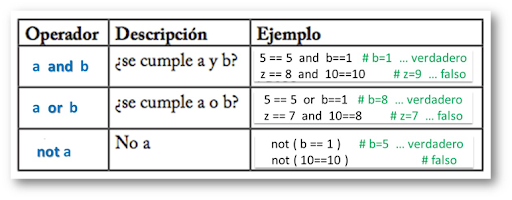 Operador Descripción Ejemplo
a and b ¿se cumple a y b? 5 == 5 and b==1 # b=1 ... verdadero
z == 8 and 10==10 # z=9 ... falso
a or b ¿se cumple a o b? 5 == 5 or b==1 # b=8 ... verdadero
z == 7 and 10==8 # z=7 ... falso
not a No a not ( b == 1 ) # b=5 ... verdadero
not ( 10==10 ) # falso